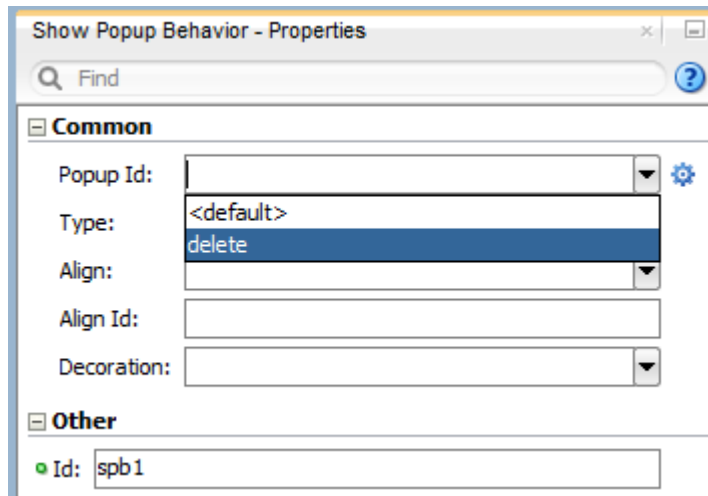 Show Popup Behavior - Properties
Find
Common
Popup Id:
<default>
Type:
delete
Align:
Align Id:
Decoration:
Other
Id: spb1